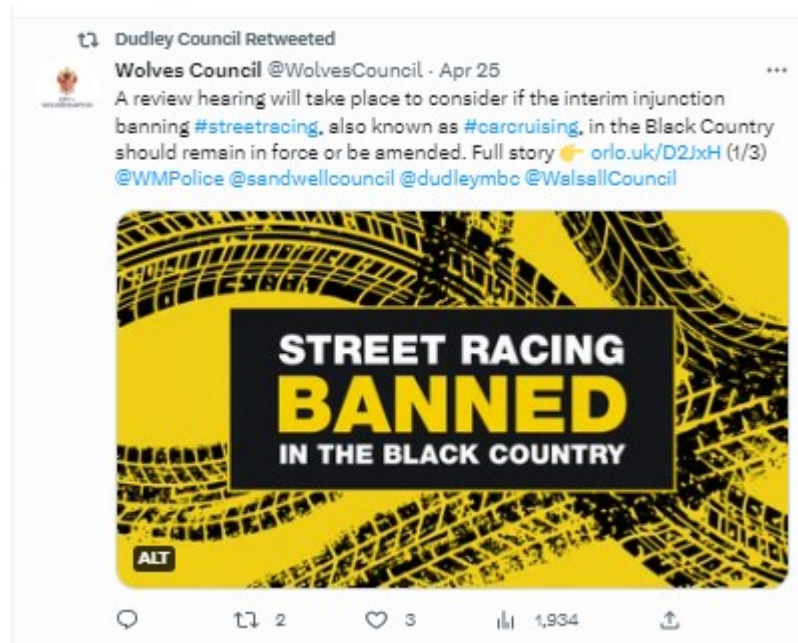 Dudley Council Retweeted
Wolves Council @WolvesCouncil · Apr 25
A review hearing will take place to consider if the interim injunction
banning #streetracing, also known as #carcruising, in the Black Country
should remain in force or be amended. Full story 👉 orlo.uk/D2JxH (1/3)
@WMPolice @sandwellcouncil @dudleymbc @WalsallCouncil
STREET RACING
BANNED
IN THE BLACK COUNTRY
ALT
2 3 1,934